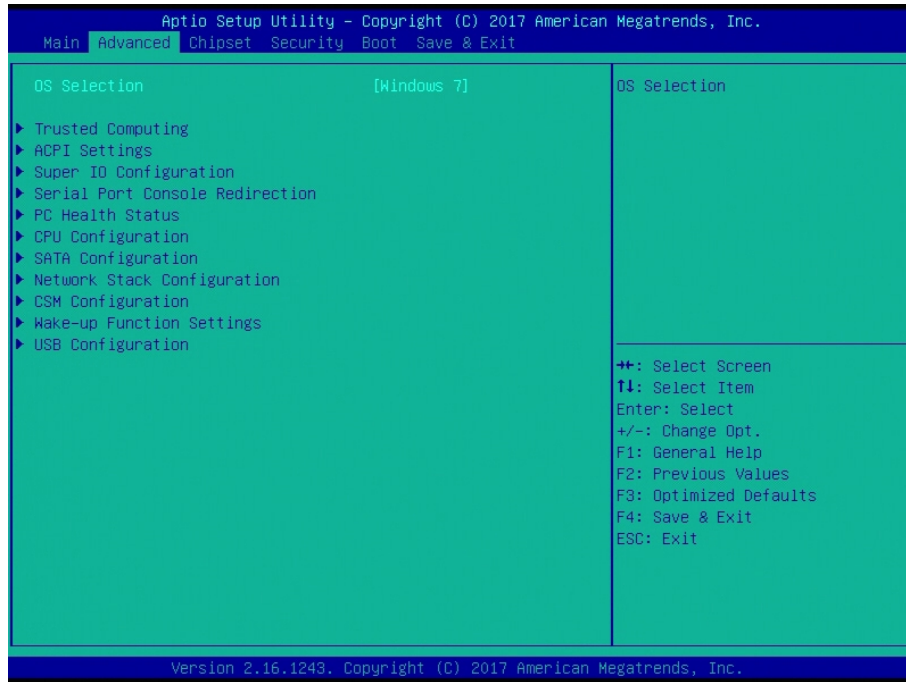 Aptio Setup Utility – Copyright (C) 2017 American Megatrends, Inc.
Main Advanced Chipset Security Boot Save & Exit
OS Selection [Windows 7]
Trusted Computing
ACPI Settings
Super IO Configuration
Serial Port Console Redirection
PC Health Status
CPU Configuration
SATA Configuration
Network Stack Configuration
CSM Configuration
Wake-up Function Settings
USB Configuration
OS Selection
→←: Select Screen
↑↓: Select Item
Enter: Select
+/-: Change Opt.
F1: General Help
F2: Previous Values
F3: Optimized Defaults
F4: Save & Exit
ESC: Exit
Version 2.16.1243. Copyright (C) 2017 American Megatrends, Inc.